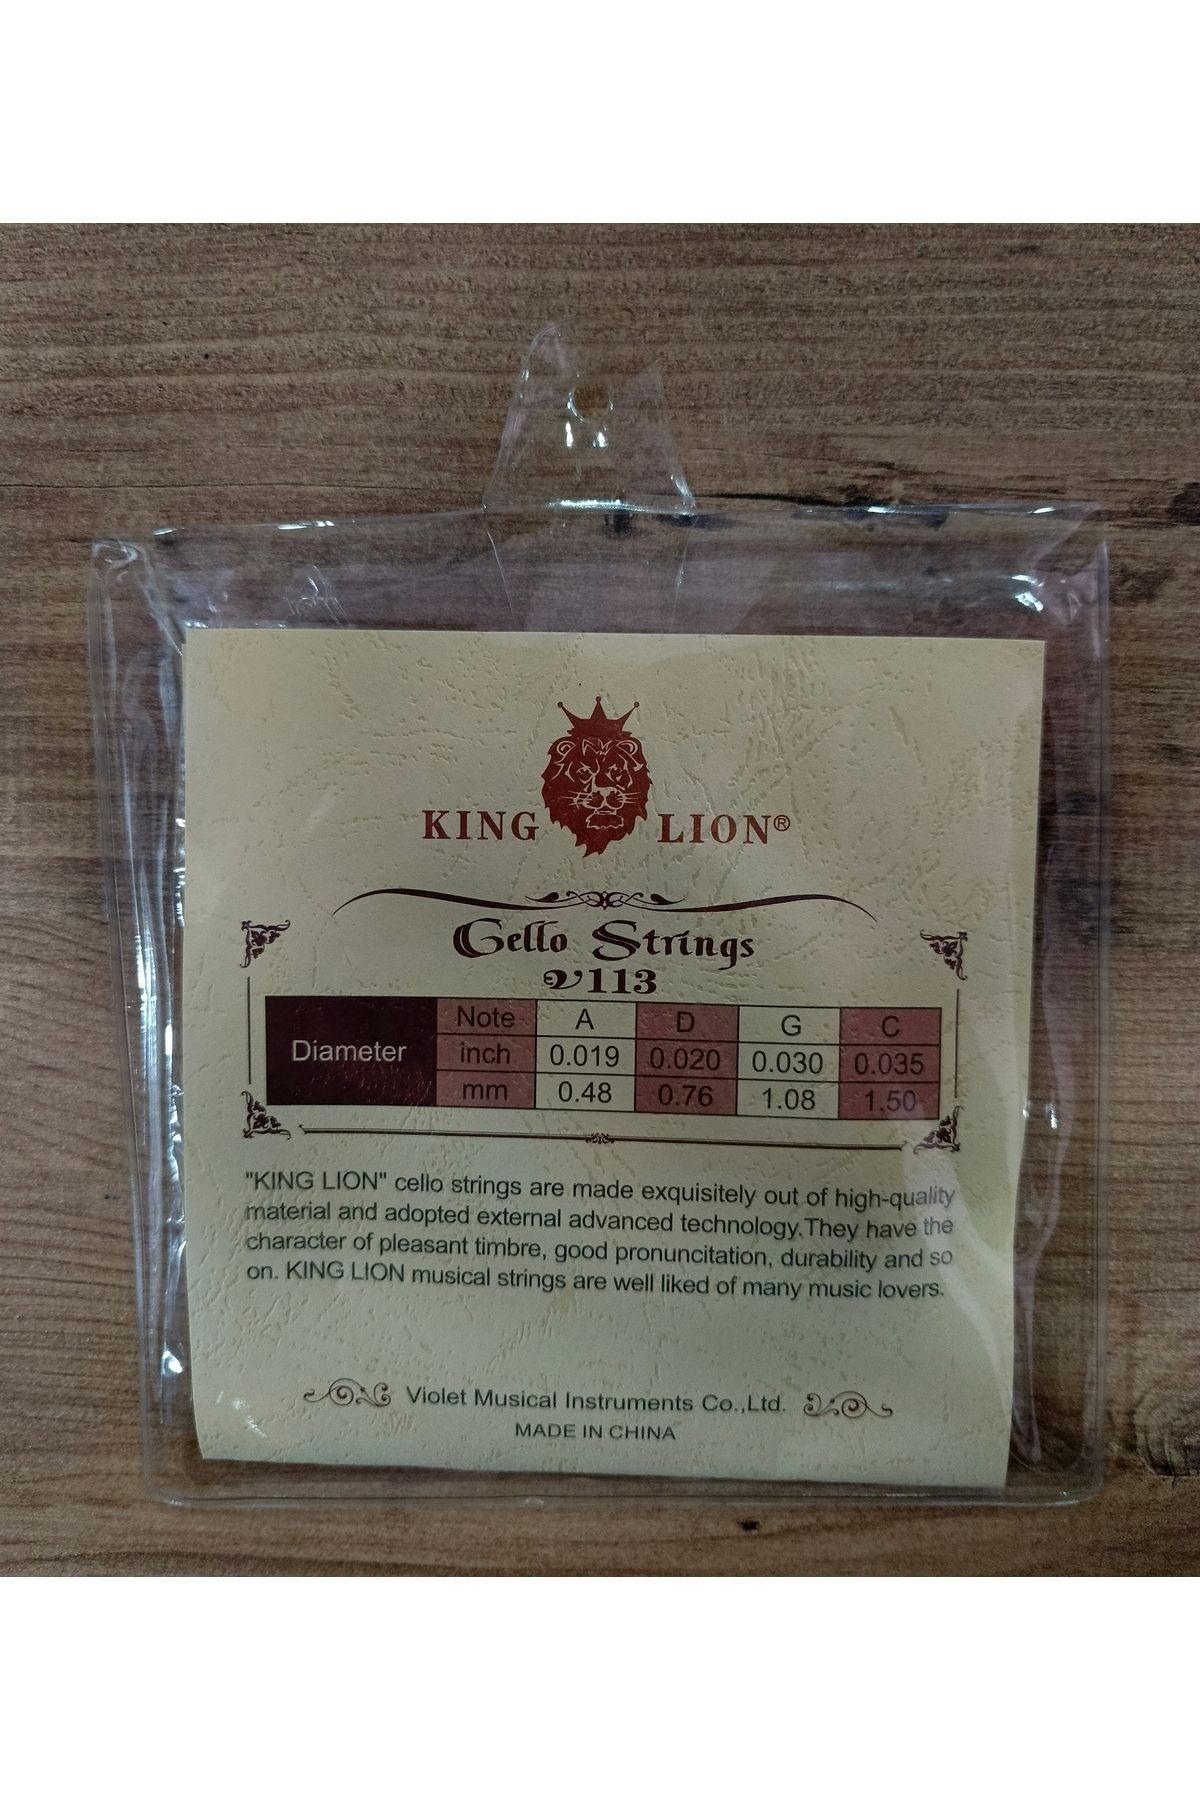 KING LION®
Cello Strings
V113
Diameter
Note A D G C
inch 0.019 0.020 0.030 0.035
mm 0.48 0.76 1.08 1.50
"KING LION" cello strings are made exquisitely out of high-quality
material and adopted external advanced technology.They have the
character of pleasant timbre, good pronuncitation, durability and so
on. KING LION musical strings are well liked of many music lovers.
Violet Musical Instruments Co.,Ltd.
MADE IN CHINA